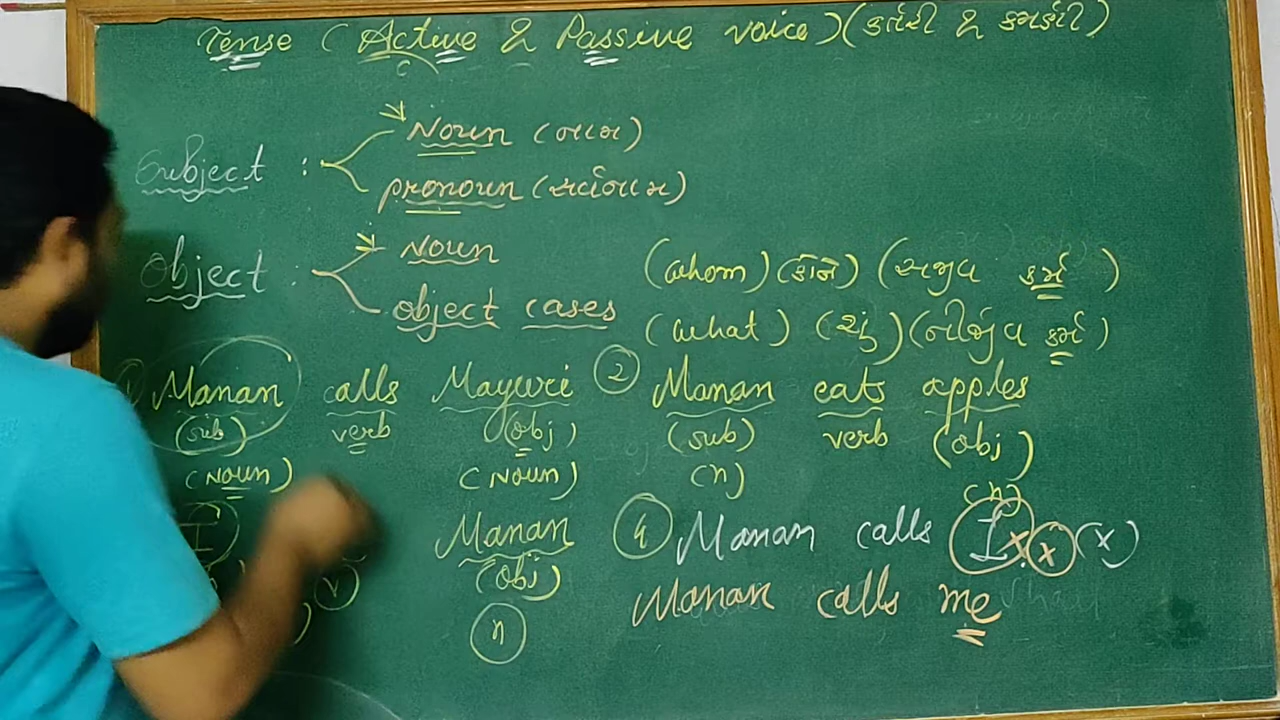 Tense (Active & Passive voice) (કર્તરી & કર્મણી)
Subject : Noun (નામ)
pronoun (સર્વનામ)
Object : Noun
object cases
(whom) (કોને) (સજીવ કર્મ)
(what) (શું) (નિર્જીવ કર્મ)
① Manan calls Mayuri
(sub) verb (obj)
(Noun) (Noun)
② Manan eats apples
(sub) verb (obj)
(n) (n)
I Manan
(v) (obj)
n
④ Manan calls I x x (x)
Manan calls me